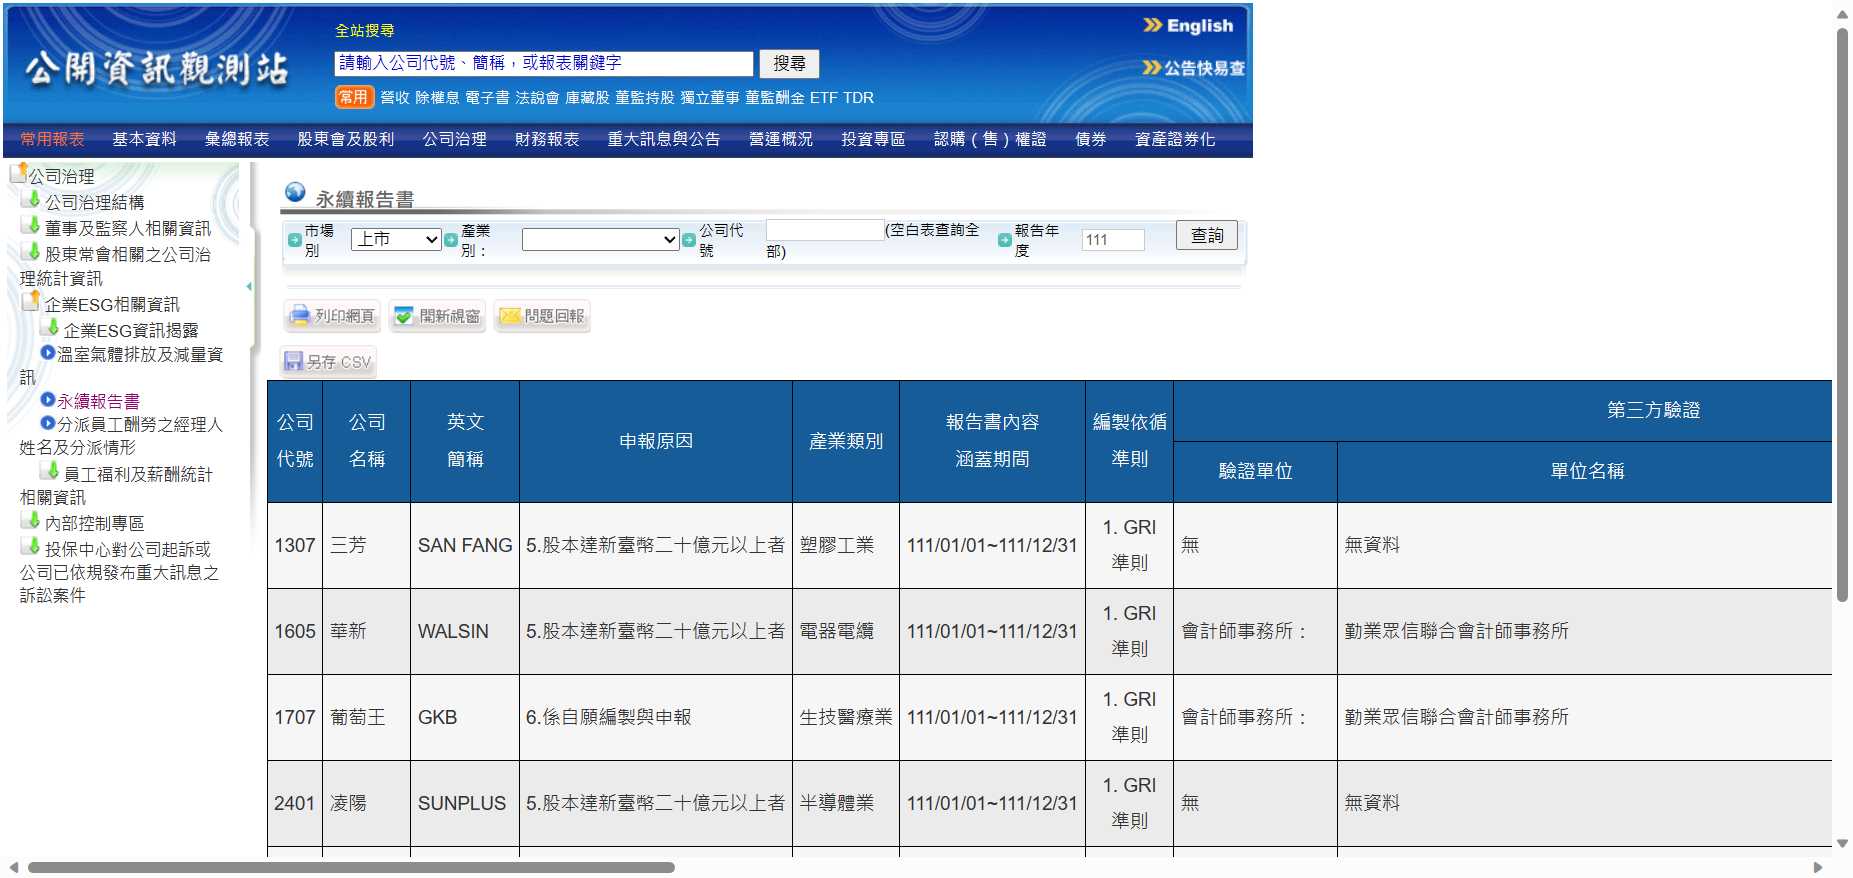 公開資訊觀測站
全站搜尋
請輸入公司代號、簡稱，或報表關鍵字
搜尋
常用 營收 除權息 電子書 法說會 庫藏股 董監持股 獨立董事 董監酬金 ETF TDR
English
公告快易查
常用報表 基本資料 彙總報表 股東會及股利 公司治理 財務報表 重大訊息與公告 營運概況 投資專區 認購（售）權證 債券 資產證券化
公司治理
公司治理結構
董事及監察人相關資訊
股東常會相關之公司治
理統計資訊
企業ESG相關資訊
企業ESG資訊揭露
溫室氣體排放及減量資
訊
永續報告書
分派員工酬勞之經理人
姓名及分派情形
員工福利及薪酬統計
相關資訊
內部控制專區
投保中心對公司起訴或
公司已依規發布重大訊息之
訴訟案件
永續報告書
市場
別
上市
產業
別：
公司代
號
(空白表查詢全
部)
報告年
度
111
查詢
列印網頁 開新視窗 問題回報
另存 CSV
公司
代號
公司
名稱
英文
簡稱
申報原因
產業類別
報告書內容
涵蓋期間
編製依循
準則
第三方驗證
驗證單位 單位名稱
1307 三芳 SAN FANG 5.股本達新臺幣二十億元以上者 塑膠工業 111/01/01~111/12/31 1. GRI
準則
無 無資料
1605 華新 WALSIN 5.股本達新臺幣二十億元以上者 電器電纜 111/01/01~111/12/31 1. GRI
準則
會計師事務所： 勤業眾信聯合會計師事務所
1707 葡萄王 GKB 6.係自願編製與申報 生技醫療業 111/01/01~111/12/31 1. GRI
準則
會計師事務所： 勤業眾信聯合會計師事務所
2401 凌陽 SUNPLUS 5.股本達新臺幣二十億元以上者 半導體業 111/01/01~111/12/31 1. GRI
準則
無 無資料